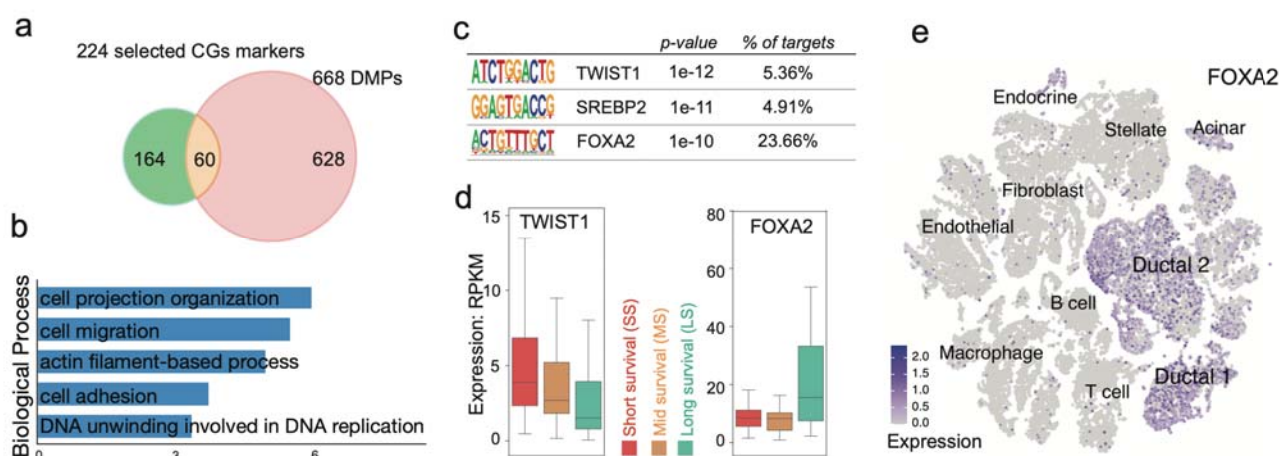 a
224 selected CGs markers
668 DMPs
164
60
628
b
Biological Process
cell projection organization
cell migration
actin filament-based process
cell adhesion
DNA unwinding involved in DNA replication
0
3
6
c
p-value % of targets
ATCTGGACTG TWIST1 1e-12 5.36%
GGAGTGACCG SREBP2 1e-11 4.91%
ACTGTTTGCT FOXA2 1e-10 23.66%
d
Expression: RPKM
15
10
5
0
TWIST1
Short survival (SS)
Mid survival (MS)
Long survival (LS)
80
60
40
20
0
FOXA2
e
FOXA2
Endocrine
Stellate
Acinar
Fibroblast
Endothelial
Ductal 2
B cell
Macrophage
T cell
Ductal 1
2.0
1.5
1.0
0.5
0.0
Expression